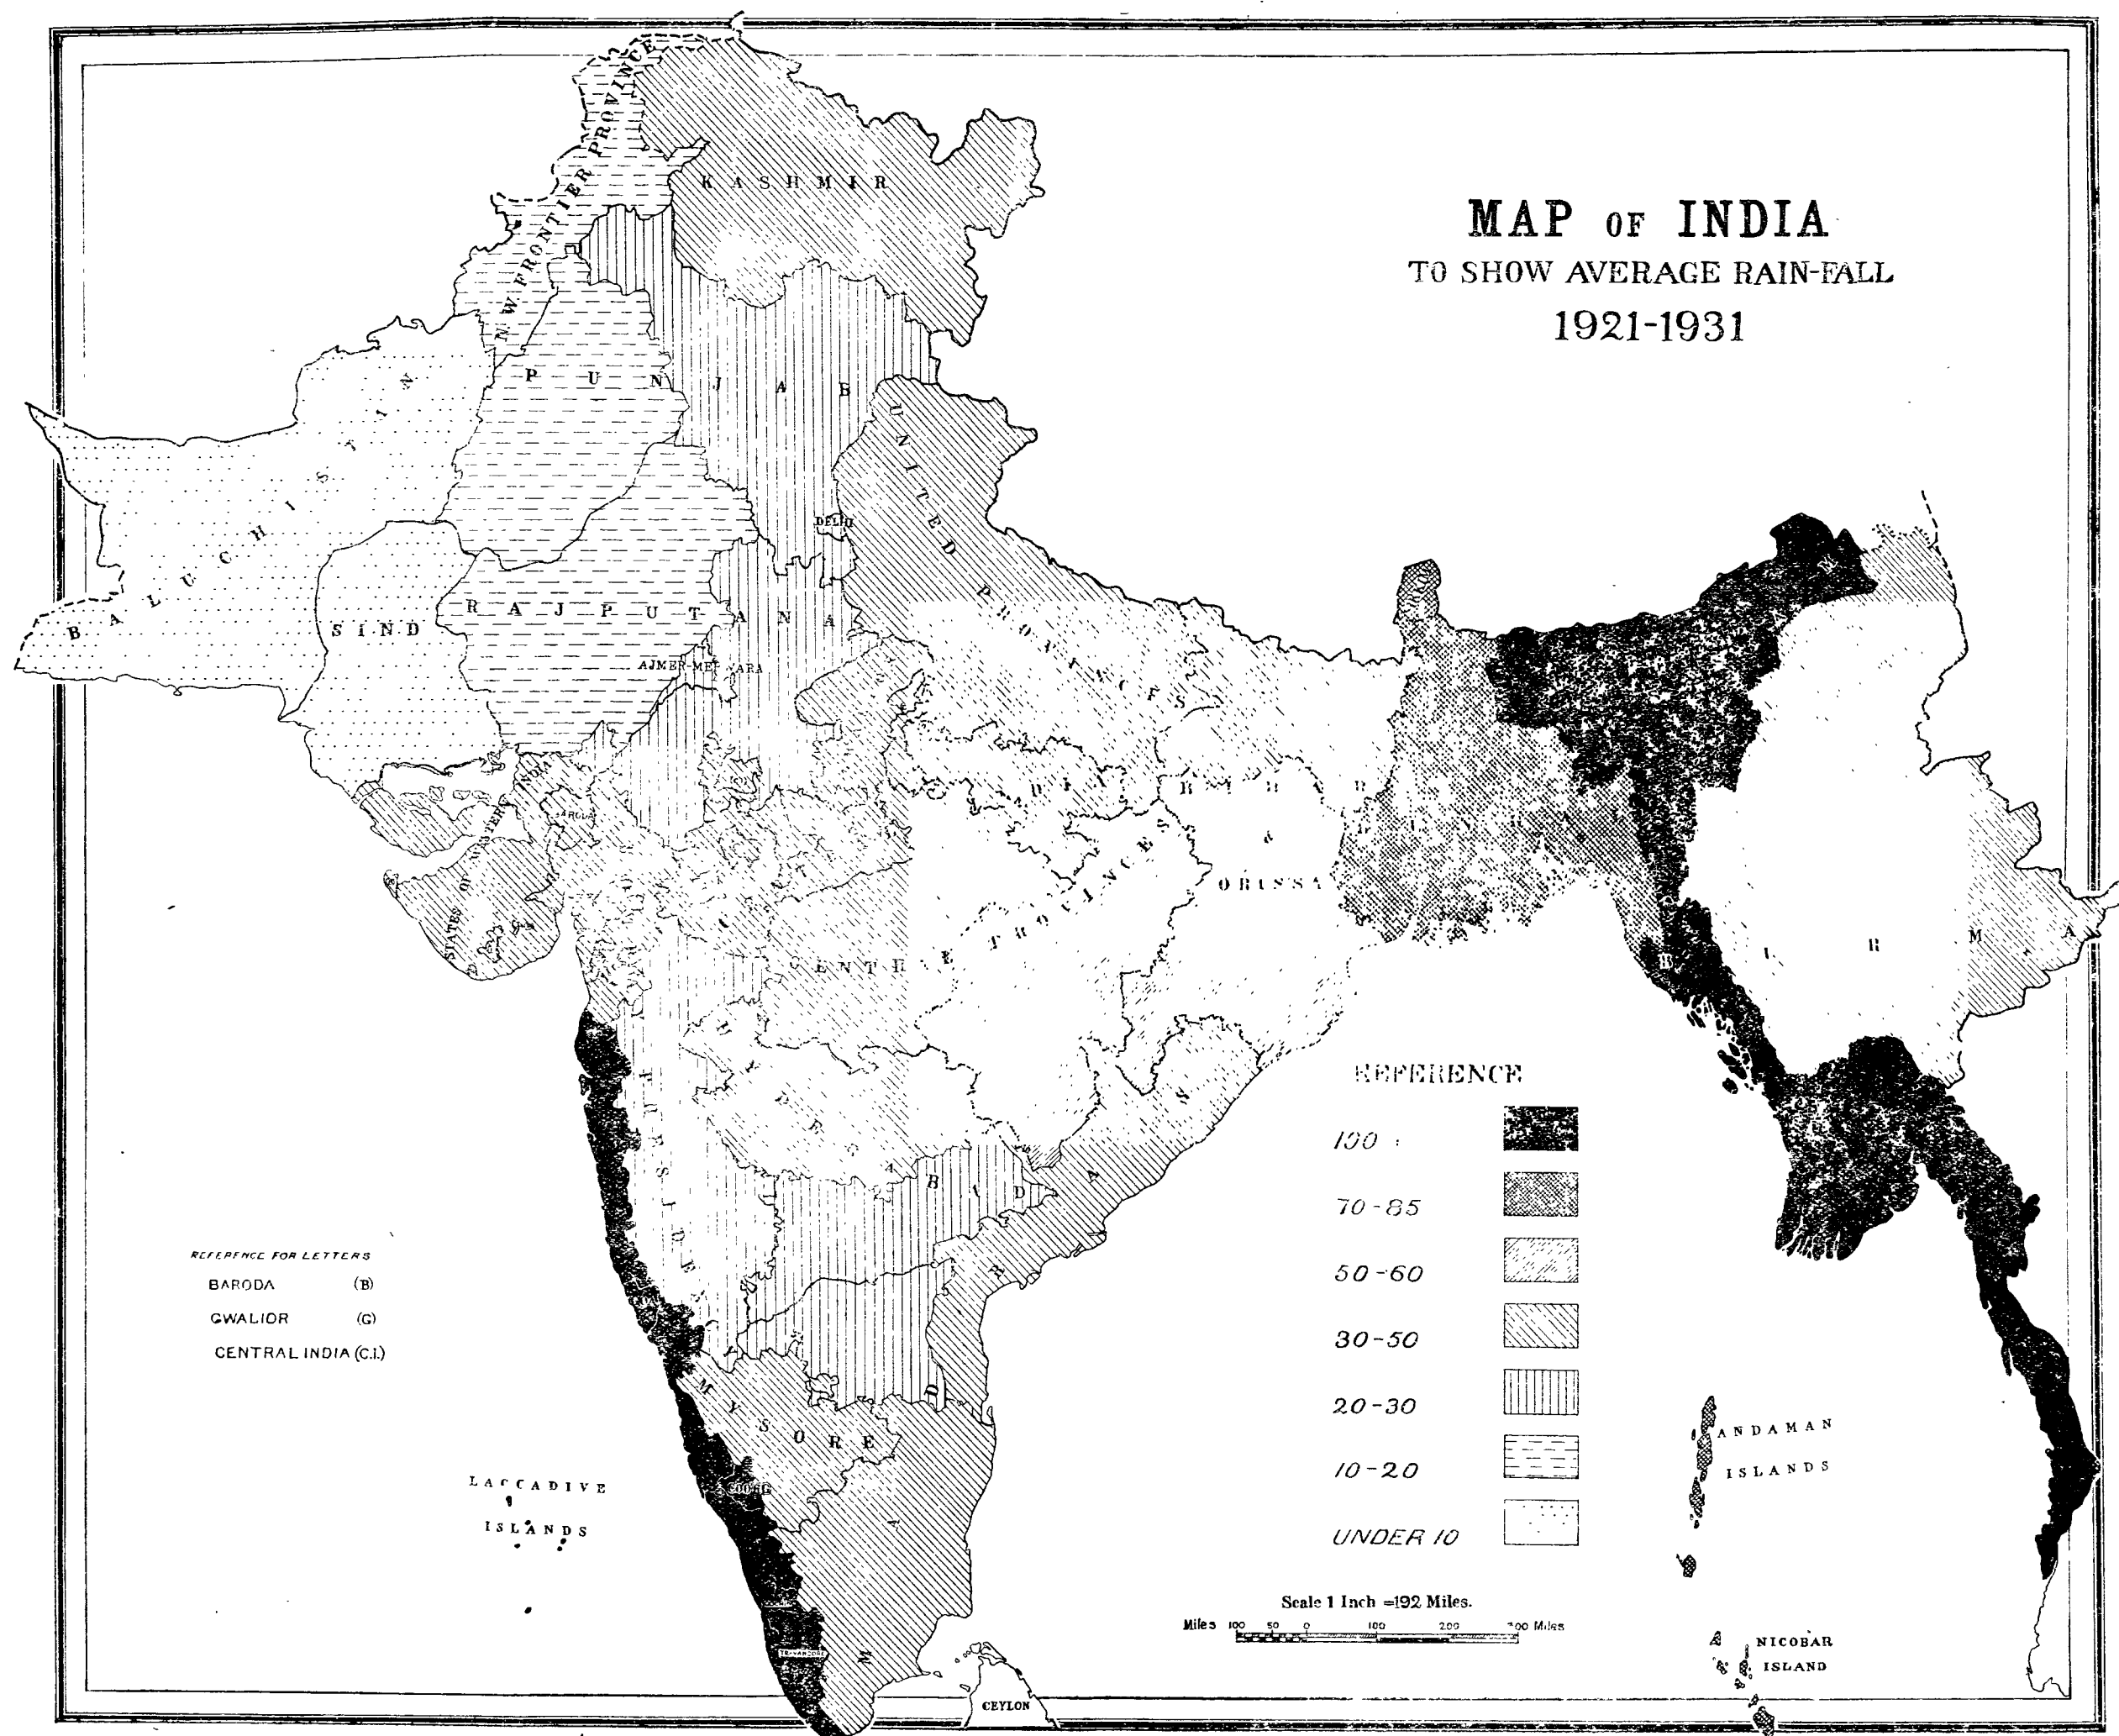 MAP OF INDIA
TO SHOW AVERAGE RAIN-FALL
1921-1931
N W FRONTIER PROVINCE
KASHMIR
PUNJAB
BALUCHISTAN
SIND
RAJPUTANA
DELHI
AJMER-MERWARA
UNITED PROVINCES
BIHAR
&
ORISSA
STATES OF WESTERN INDIA
BARODA
CENTRAL PROVINCES
MYSORE
COORG
TRAVANCORE
MADRAS
BURMA
CEYLON
LACCADIVE
ISLANDS
ANDAMAN
ISLANDS
NICOBAR
ISLAND
REFERENCE FOR LETTERS
BARODA (B)
GWALIOR (G)
CENTRAL INDIA (C.I.)
REFERENCE
100
70-85
50-60
30-50
20-30
10-20
UNDER 10
Scale 1 Inch =192 Miles.
Miles 100 50 0 100 200 300 Miles